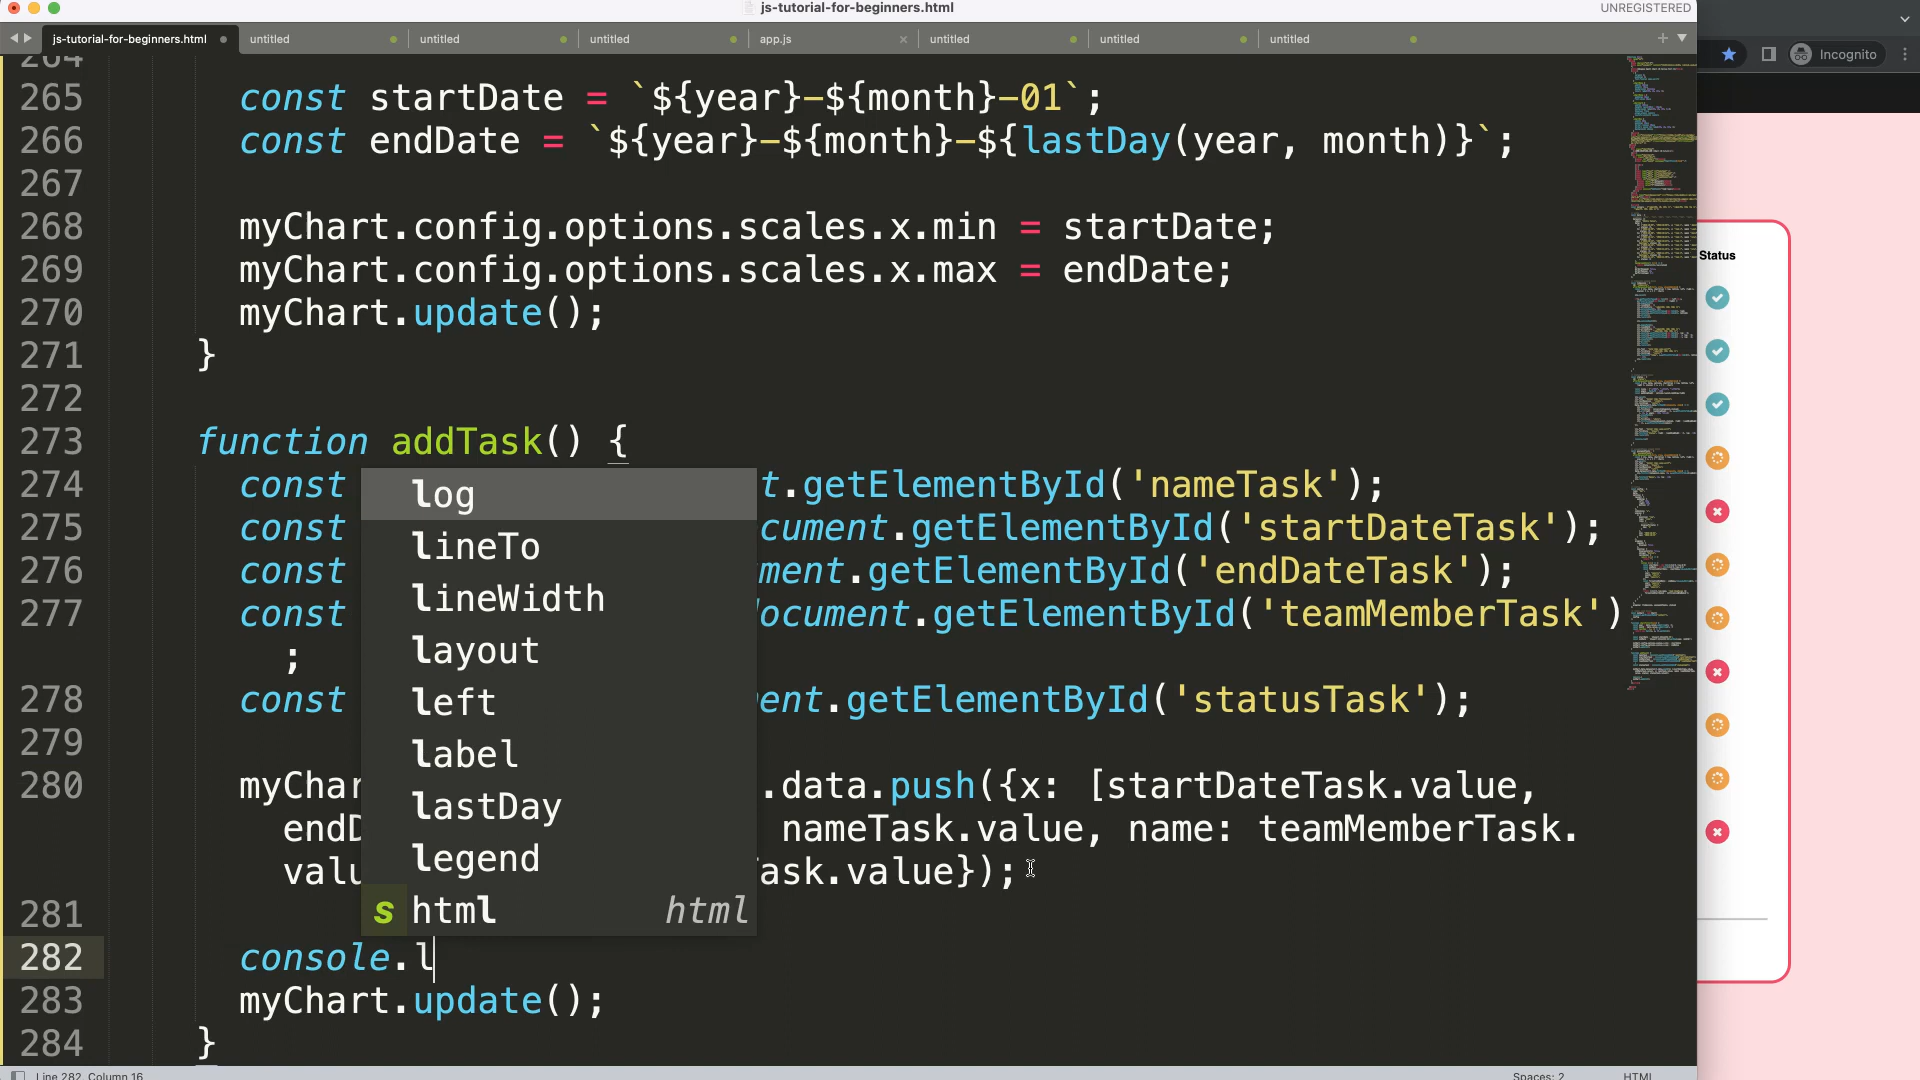 js-tutorial-for-beginners.html
UNREGISTERED
js-tutorial-for-beginners.html
untitled
untitled
untitled
app.js
untitled
untitled
untitled
Incognito
264
265 const startDate = `${year}-${month}-01`;
266 const endDate = `${year}-${month}-${lastDay(year, month)}`;
267
268 myChart.config.options.scales.x.min = startDate;
269 myChart.config.options.scales.x.max = endDate;
270 myChart.update();
271 }
272
273 function addTask() {
274 const t.getElementById('nameTask');
275 const cument.getElementById('startDateTask');
276 const ment.getElementById('endDateTask');
277 const ocument.getElementById('teamMemberTask')
;
278 const ent.getElementById('statusTask');
279
280 myChar .data.push({x: [startDateTask.value,
endD nameTask.value, name: teamMemberTask.
valu Task.value});
281
282 console.l
283 myChart.update();
284 }
log
lineTo
lineWidth
layout
left
label
lastDay
legend
s html html
Status
Line 282, Column 16
Spaces: 2
HTML